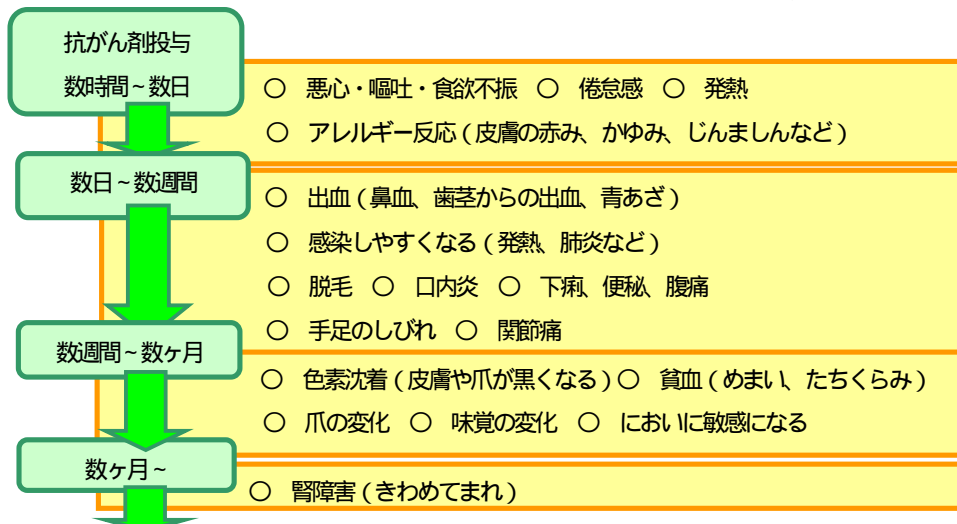 抗がん剤投与
数時間~数日
○ 悪心・嘔吐・食欲不振 ○ 倦怠感 ○ 発熱
○ アレルギー反応(皮膚の赤み、かゆみ、じんましんなど)
数日~数週間
○ 出血(鼻血、歯茎からの出血、青あざ)
○ 感染しやすくなる(発熱、肺炎など)
○ 脱毛 ○ 口内炎 ○ 下痢、便秘、腹痛
○ 手足のしびれ ○ 関節痛
数週間~数ヶ月
○ 色素沈着(皮膚や爪が黒くなる)○ 貧血(めまい、たちくらみ)
○ 爪の変化 ○ 味覚の変化 ○ においに敏感になる
数ヶ月~
○ 腎障害(きわめてまれ)